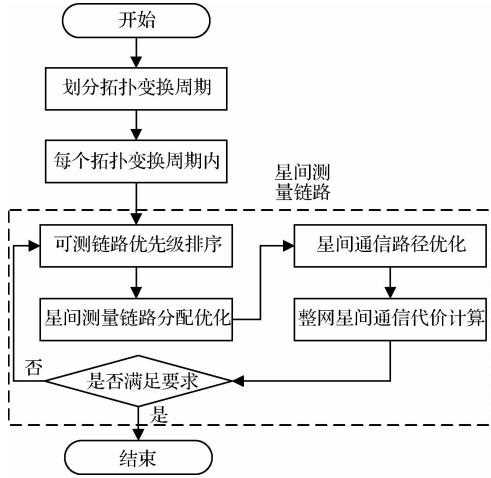 开始
划分拓扑变换周期
每个拓扑变换周期内
星间测
量链路
可测链路优先级排序
星间通信路径优化
星间测量链路分配优化
整网星间通信代价计算
否
是否满足要求
是
结束